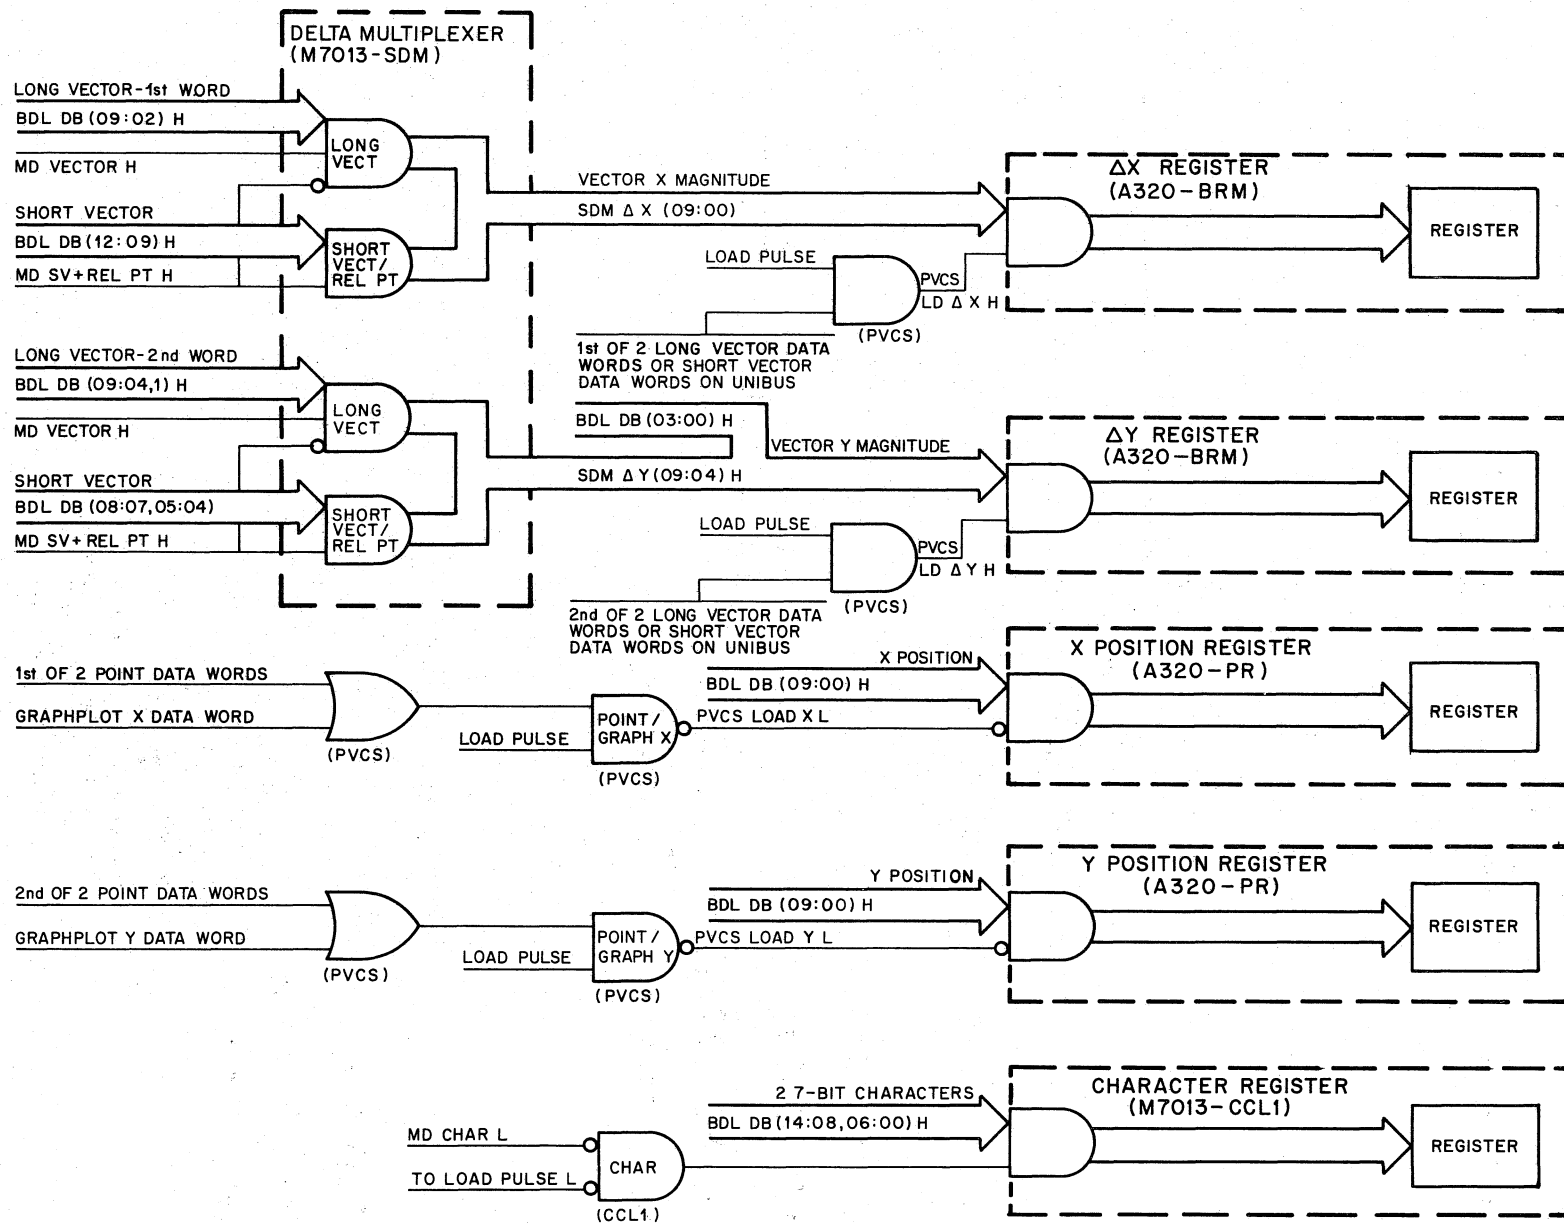 DELTA MULTIPLEXER
(M7013-SDM)
LONG VECTOR-1st WORD
BDL DB (09:02) H
MD VECTOR H
LONG
VECT
SHORT VECTOR
BDL DB (12:09) H
MD SV+REL PT H
SHORT
VECT/
REL PT
VECTOR X MAGNITUDE
SDM Δ X (09:00)
LOAD PULSE
PVCS
LD Δ X H
(PVCS)
1st OF 2 LONG VECTOR DATA
WORDS OR SHORT VECTOR
DATA WORDS ON UNIBUS
ΔX REGISTER
(A320-BRM)
REGISTER
LONG VECTOR-2nd WORD
BDL DB (09:04,1) H
MD VECTOR H
LONG
VECT
SHORT VECTOR
BDL DB (08:07,05:04)
MD SV+REL PT H
SHORT
VECT/
REL PT
BDL DB (03:00) H
VECTOR Y MAGNITUDE
SDM Δ Y (09:04) H
LOAD PULSE
PVCS
LD Δ Y H
(PVCS)
2nd OF 2 LONG VECTOR DATA
WORDS OR SHORT VECTOR
DATA WORDS ON UNIBUS
ΔY REGISTER
(A320-BRM)
REGISTER
1st OF 2 POINT DATA WORDS
GRAPHPLOT X DATA WORD
(PVCS)
LOAD PULSE
POINT/
GRAPH X
(PVCS)
X POSITION
BDL DB (09:00) H
PVCS LOAD X L
X POSITION REGISTER
(A320-PR)
REGISTER
2nd OF 2 POINT DATA WORDS
GRAPHPLOT Y DATA WORD
(PVCS)
LOAD PULSE
POINT/
GRAPH Y
(PVCS)
Y POSITION
BDL DB (09:00) H
PVCS LOAD Y L
Y POSITION REGISTER
(A320-PR)
REGISTER
MD CHAR L
TO LOAD PULSE L
CHAR
(CCL1)
2 7-BIT CHARACTERS
BDL DB (14:08,06:00) H
CHARACTER REGISTER
(M7013-CCL1)
REGISTER